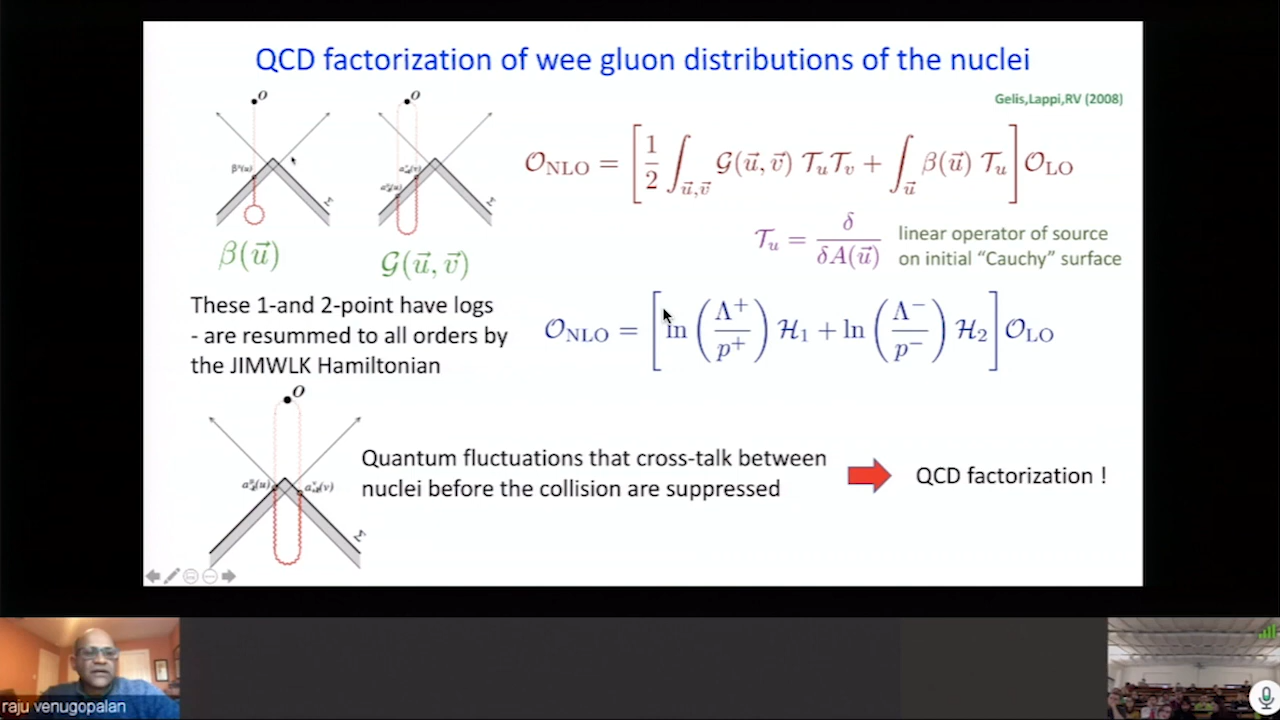 QCD factorization of wee gluon distributions of the nuclei
Gelis,Lappi,RV (2008)
O
O
β^μ(u)
Σ
Σ
β(u⃗)
𝒢(u⃗, v⃗)
𝒪_NLO = [ 1/2 ∫_{u⃗,v⃗} 𝒢(u⃗, v⃗) 𝒯_u 𝒯_v + ∫_{u⃗} β(u⃗) 𝒯_u ] 𝒪_LO
𝒯_u = δ / δA(u⃗)
linear operator of source
on initial “Cauchy” surface
These 1-and 2-point have logs
- are resummed to all orders by
the JIMWLK Hamiltonian
𝒪_NLO = [ ln (Λ⁺/p⁺) ℋ₁ + ln (Λ⁻/p⁻) ℋ₂ ] 𝒪_LO
O
Σ
Quantum fluctuations that cross-talk between
nuclei before the collision are suppressed
QCD factorization !
raju venugopalan